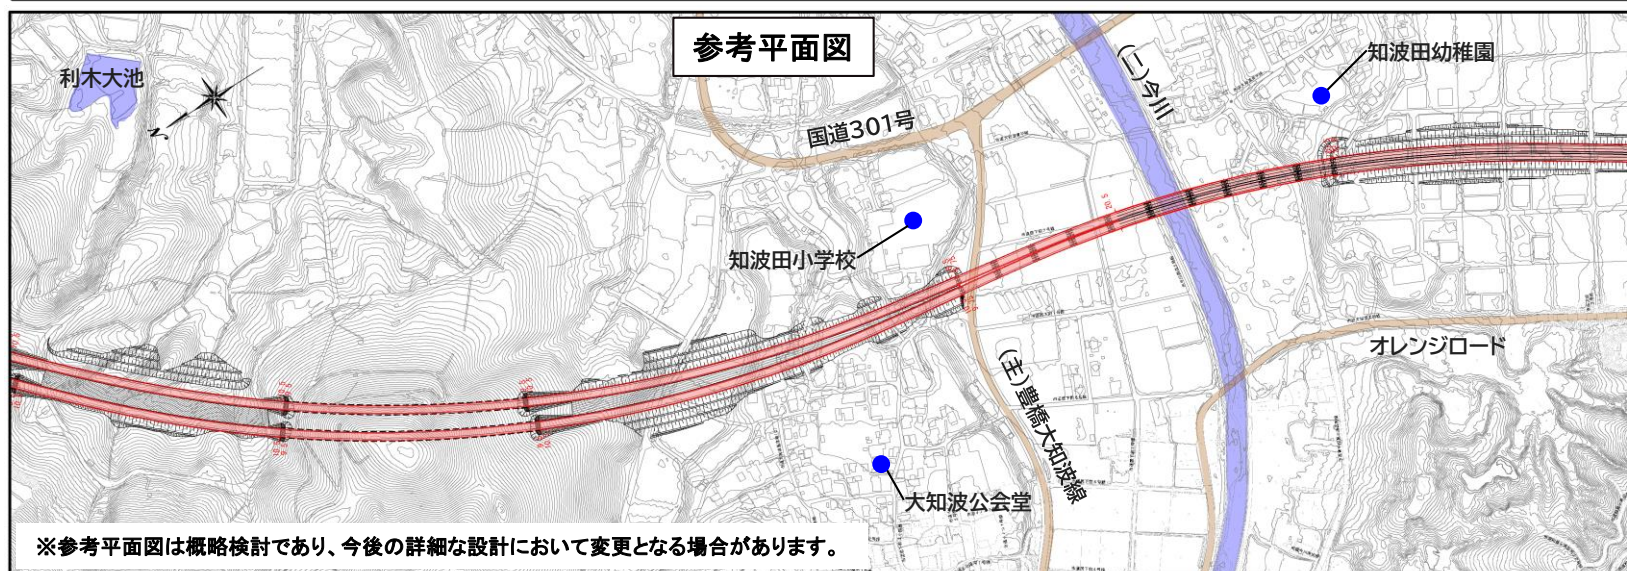 参考平面図
利木大池
N
国道301号
(二)今川
知波田幼稚園
知波田小学校
オレンジロード
(主)豊橋大知波線
大知波公会堂
※参考平面図は概略検討であり、今後の詳細な設計において変更となる場合があります。